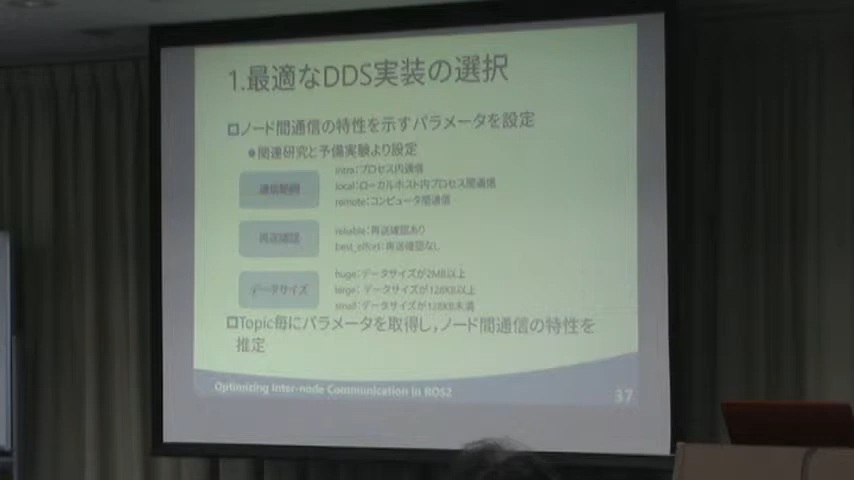 1.最適なDDS実装の選択
ノード間通信の特性を示すパラメータを設定
関連研究と予備実験より設定
通信範囲
intra:プロセス内通信
local:ローカルホスト内プロセス間通信
remote:コンピュータ間通信
再送確認
reliable:再送確認あり
best_effort:再送確認なし
データサイズ
huge:データサイズが2MB以上
large:データサイズが128KB以上
small:データサイズが128KB未満
Topic毎にパラメータを取得し,ノード間通信の特性を
推定
Optimizing Inter-node Communication in ROS2
37